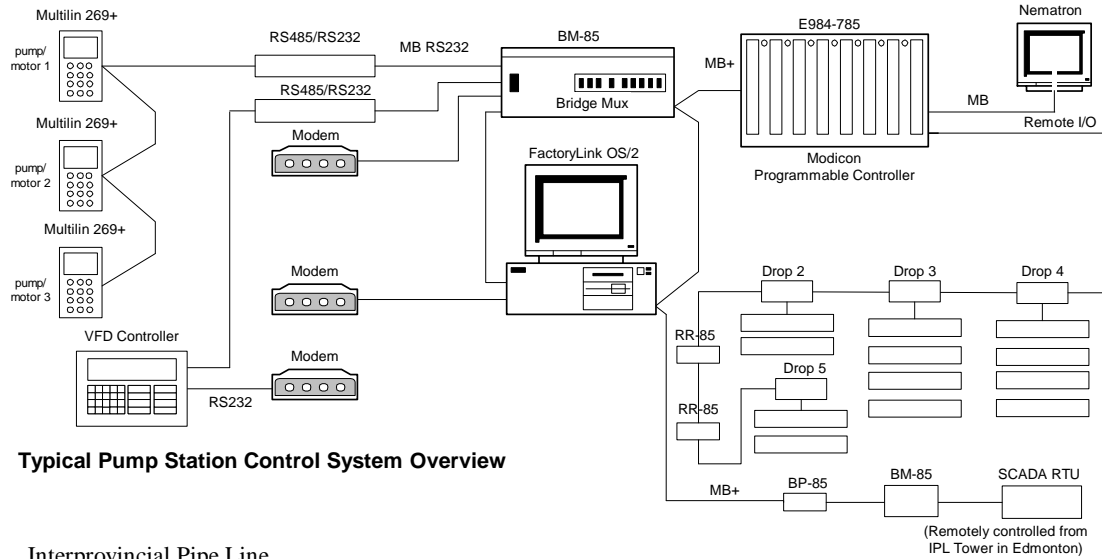 Multilin 269+
pump/
motor 1
Multilin 269+
pump/
motor 2
Multilin 269+
pump/
motor 3
VFD Controller
RS485/RS232
MB RS232
RS485/RS232
Modem
Modem
Modem
RS232
BM-85
Bridge Mux
FactoryLink OS/2
MB+
E984-785
Modicon
Programmable Controller
Nematron
MB
Remote I/O
Drop 2
Drop 3
Drop 4
RR-85
Drop 5
RR-85
MB+
BP-85
BM-85
SCADA RTU
(Remotely controlled from
IPL Tower in Edmonton)
Typical Pump Station Control System Overview
Interprovincial Pipe Line